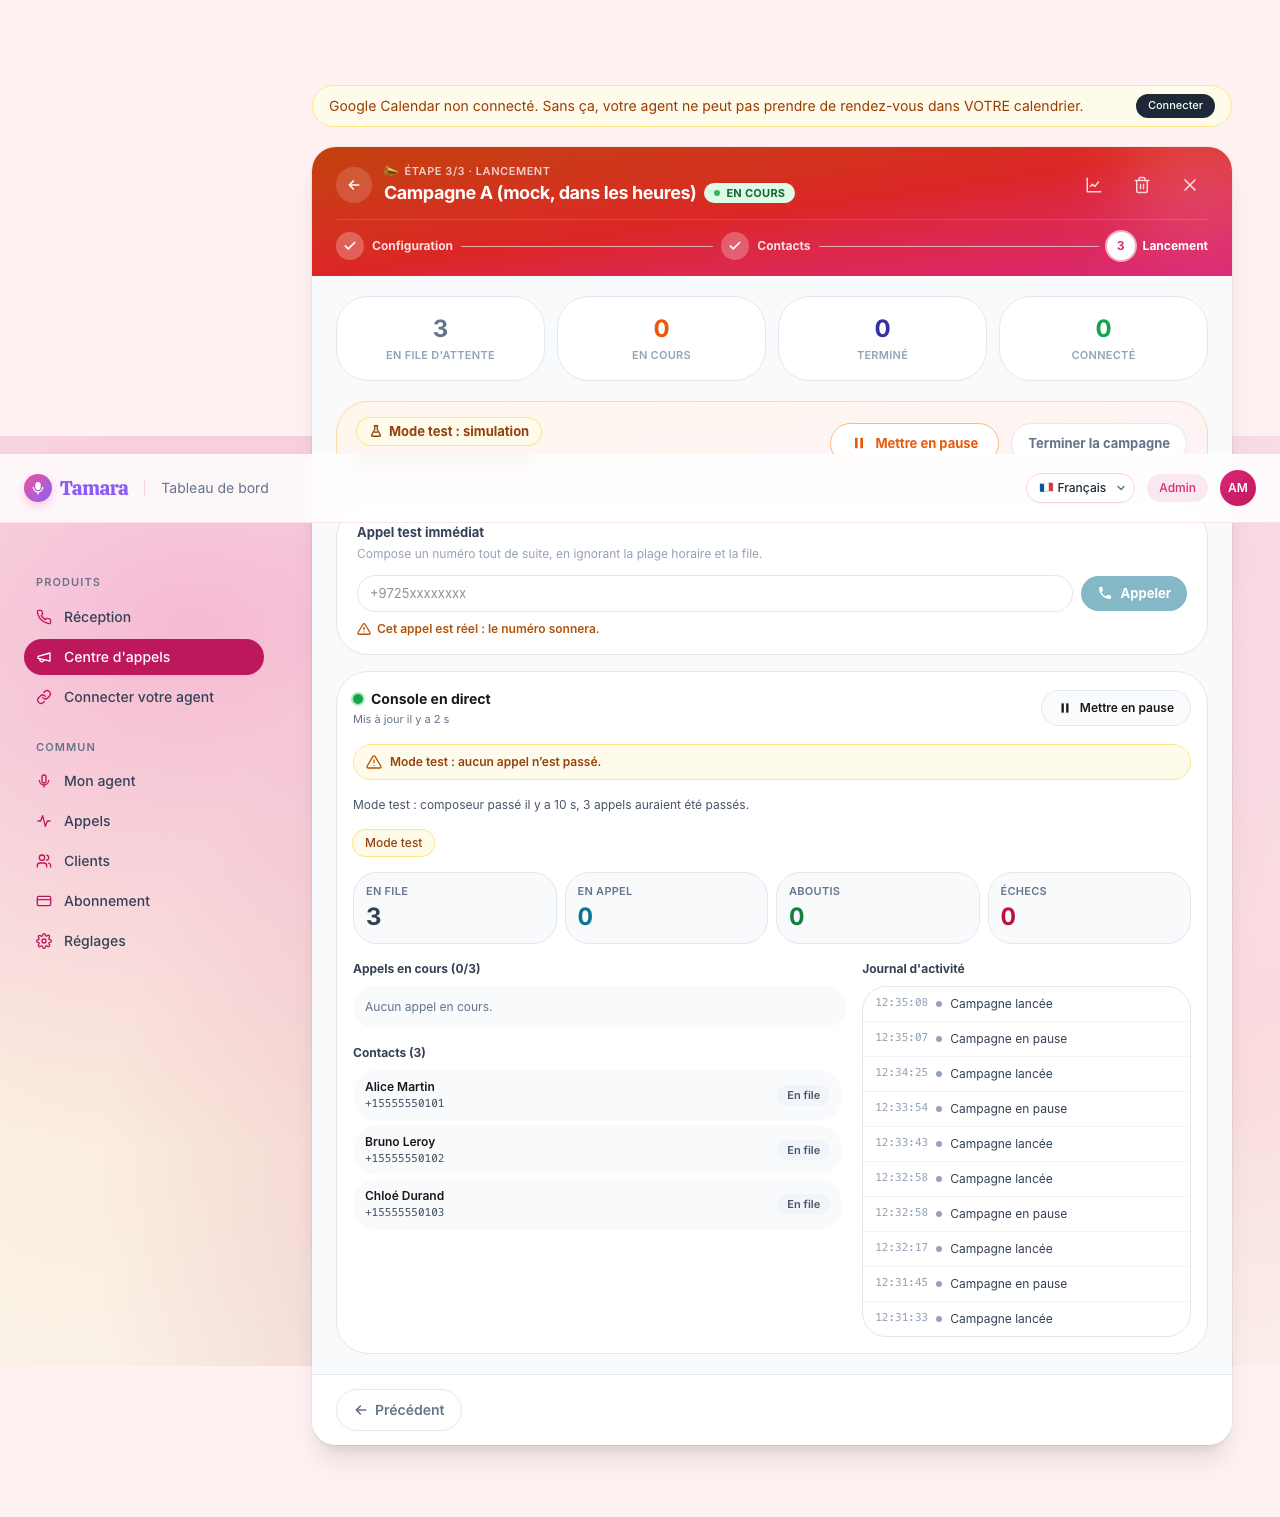 Google Calendar non connecté. Sans ça, votre agent ne peut pas prendre de rendez-vous dans VOTRE calendrier.
Connecter
ÉTAPE 3/3 · LANCEMENT
Campagne A (mock, dans les heures)
EN COURS
Configuration
Contacts
3
Lancement
3
EN FILE D'ATTENTE
0
EN COURS
0
TERMINÉ
0
CONNECTÉ
Mode test : simulation
Mettre en pause
Terminer la campagne
Tamara
Tableau de bord
Français
Admin
AM
PRODUITS
Réception
Centre d'appels
Connecter votre agent
COMMUN
Mon agent
Appels
Clients
Abonnement
Réglages
Appel test immédiat
Compose un numéro tout de suite, en ignorant la plage horaire et la file.
+9725xxxxxxxx
Appeler
Cet appel est réel : le numéro sonnera.
Console en direct
Mis à jour il y a 2 s
Mettre en pause
Mode test : aucun appel n’est passé.
Mode test : composeur passé il y a 10 s, 3 appels auraient été passés.
Mode test
EN FILE
3
EN APPEL
0
ABOUTIS
0
ÉCHECS
0
Appels en cours (0/3)
Aucun appel en cours.
Contacts (3)
Alice Martin
+15555550101
En file
Bruno Leroy
+15555550102
En file
Chloé Durand
+15555550103
En file
Journal d'activité
12:35:08 Campagne lancée
12:35:07 Campagne en pause
12:34:25 Campagne lancée
12:33:54 Campagne en pause
12:33:43 Campagne lancée
12:32:58 Campagne lancée
12:32:58 Campagne en pause
12:32:17 Campagne lancée
12:31:45 Campagne en pause
12:31:33 Campagne lancée
Précédent